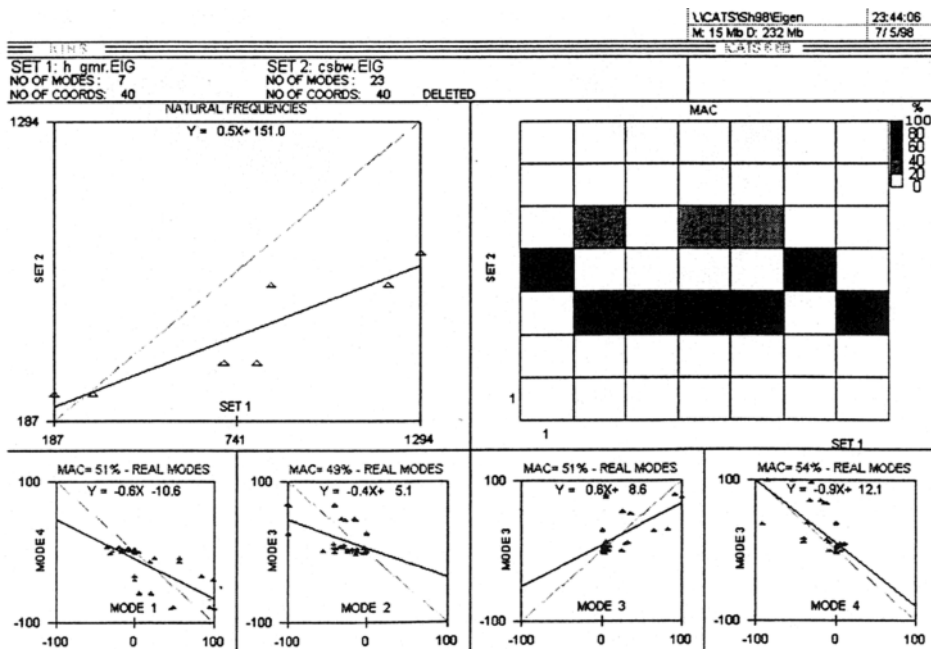 \ICATS\Sh98\Eigen 23:44:06
M: 15 Mb D: 232 Mb 7/ 5/98
SET 1: h_gmr.EIG SET 2: csbw.EIG
NO OF MODES : 7 NO OF MODES : 23
NO OF COORDS: 40 NO OF COORDS: 40 DELETED
NATURAL FREQUENCIES
1294
Y = 0.5X+ 151.0
SET 2
SET 1
187
187 741 1294
MAC
%
100
80
60
40
20
0
SET 2
1
1
SET 1
MAC= 51% - REAL MODES
100
Y = -0.6X -10.6
MODE 4
MODE 1
-100
-100 0 100
MAC= 49% - REAL MODES
100
Y = -0.4X+ 5.1
MODE 3
MODE 2
-100
-100 0 100
MAC= 51% - REAL MODES
100
Y = 0.6X+ 8.6
MODE 3
MODE 3
-100
-100 0 100
MAC= 54% - REAL MODES
100
Y = -0.9X+ 12.1
MODE 3
MODE 4
-100
-100 0 100